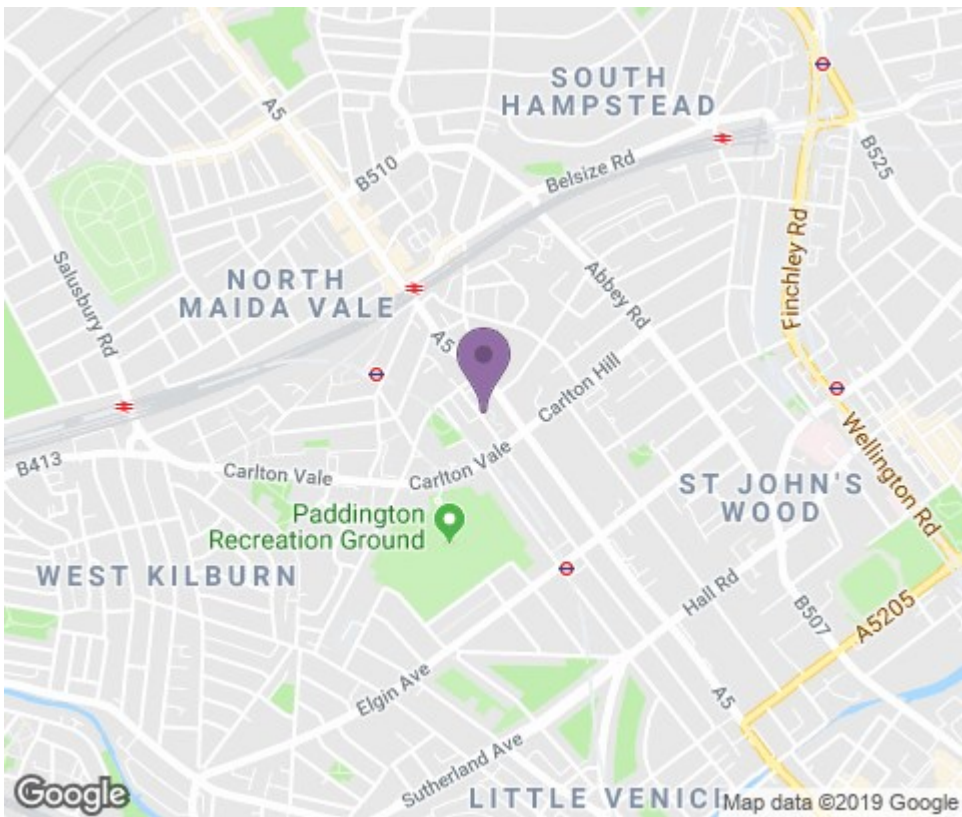 SOUTH
HAMPSTEAD
A5
B525
B510
Belsize Rd
Salusbury Rd
NORTH
MAIDA VALE
Abbey Rd
Finchley Rd
A5
Carlton Hill
Wellington Rd
B413
Carlton Vale
Carlton Vale
ST JOHN'S
WOOD
Paddington
Recreation Ground
WEST KILBURN
Hall Rd
B507
A5205
Elgin Ave
A5
Sutherland Ave
Google
LITTLE VENIC
Map data ©2019 Google